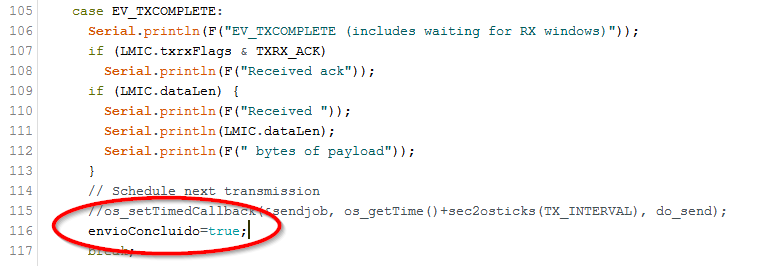 105 case EV_TXCOMPLETE:
106 Serial.println(F("EV_TXCOMPLETE (includes waiting for RX windows)"));
107 if (LMIC.txrxFlags & TXRX_ACK)
108 Serial.println(F("Received ack"));
109 if (LMIC.dataLen) {
110 Serial.println(F("Received "));
111 Serial.println(LMIC.dataLen);
112 Serial.println(F(" bytes of payload"));
113 }
114 // Schedule next transmission
115 //os_setTimedCallback(&sendjob, os_getTime()+sec2osticks(TX_INTERVAL), do_send);
116 envioConcluido=true;
117 break;